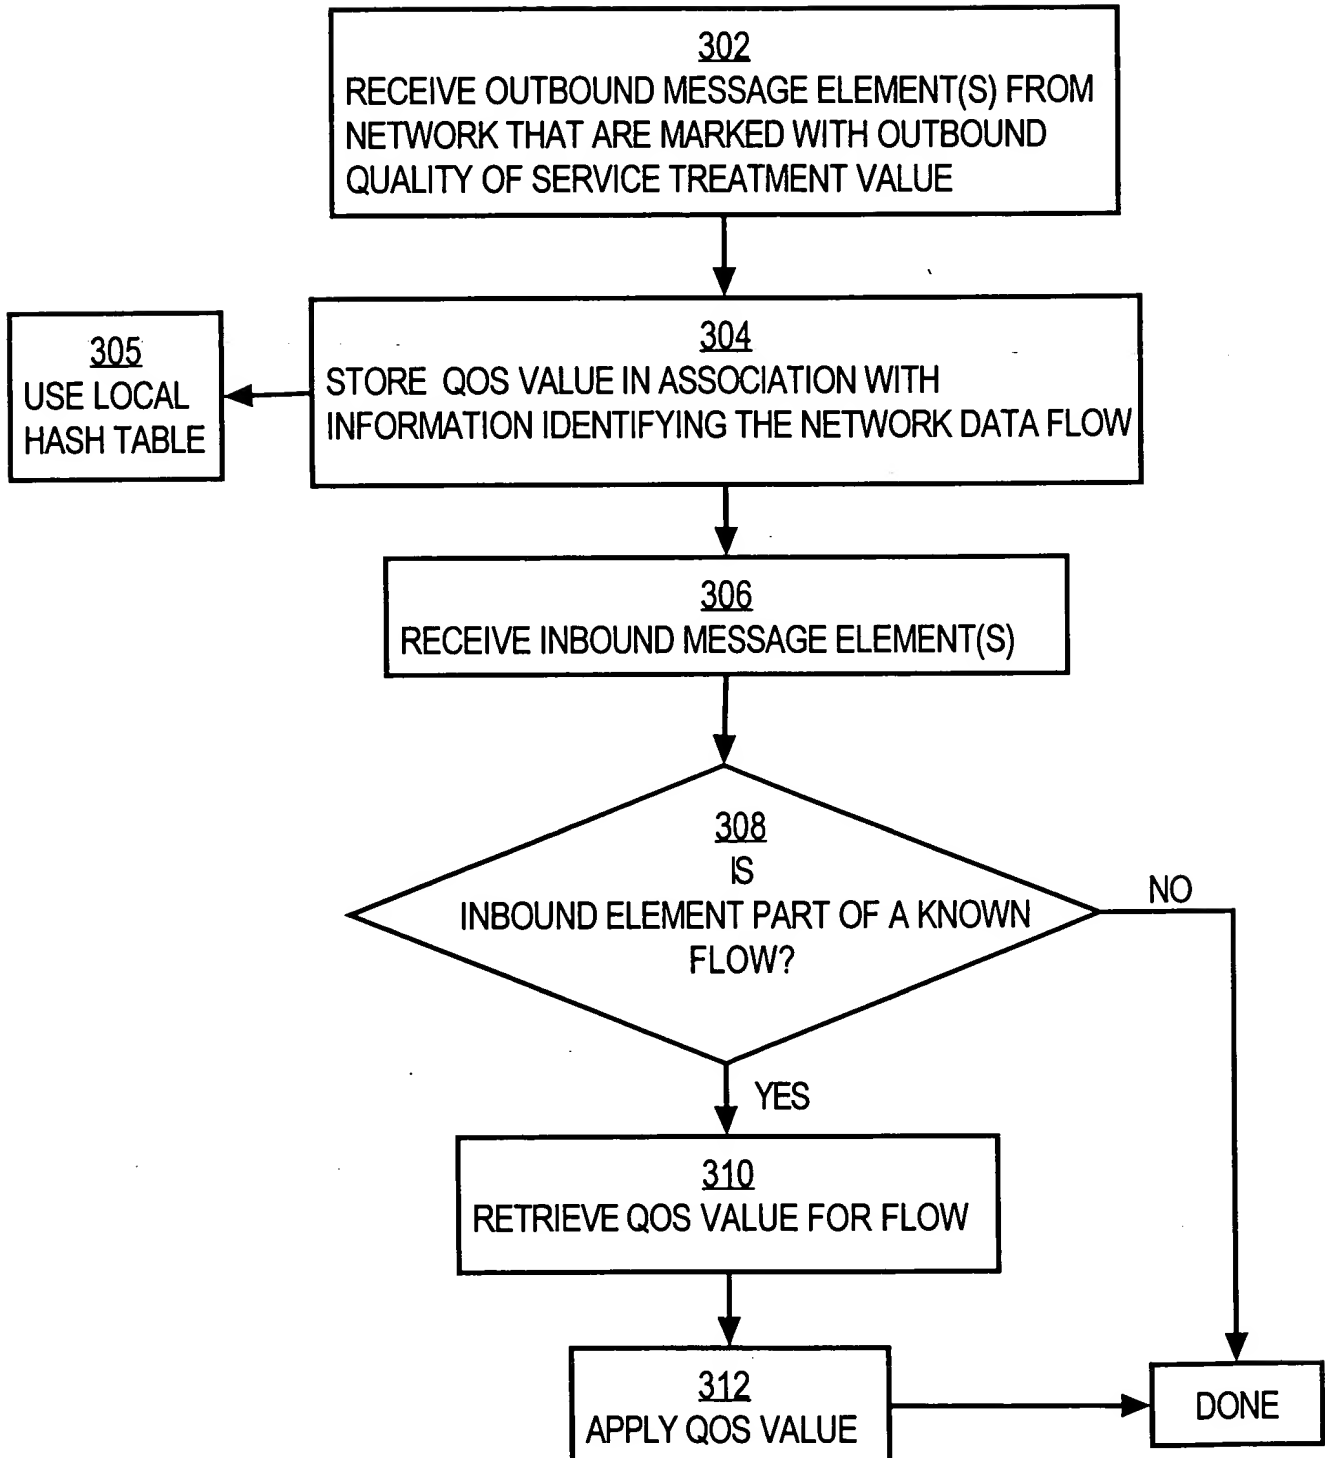 302
RECEIVE OUTBOUND MESSAGE ELEMENT(S) FROM
NETWORK THAT ARE MARKED WITH OUTBOUND
QUALITY OF SERVICE TREATMENT VALUE
305
USE LOCAL
HASH TABLE
304
STORE QOS VALUE IN ASSOCIATION WITH
INFORMATION IDENTIFYING THE NETWORK DATA FLOW
306
RECEIVE INBOUND MESSAGE ELEMENT(S)
308
IS
INBOUND ELEMENT PART OF A KNOWN
FLOW?
NO
YES
310
RETRIEVE QOS VALUE FOR FLOW
312
APPLY QOS VALUE
DONE